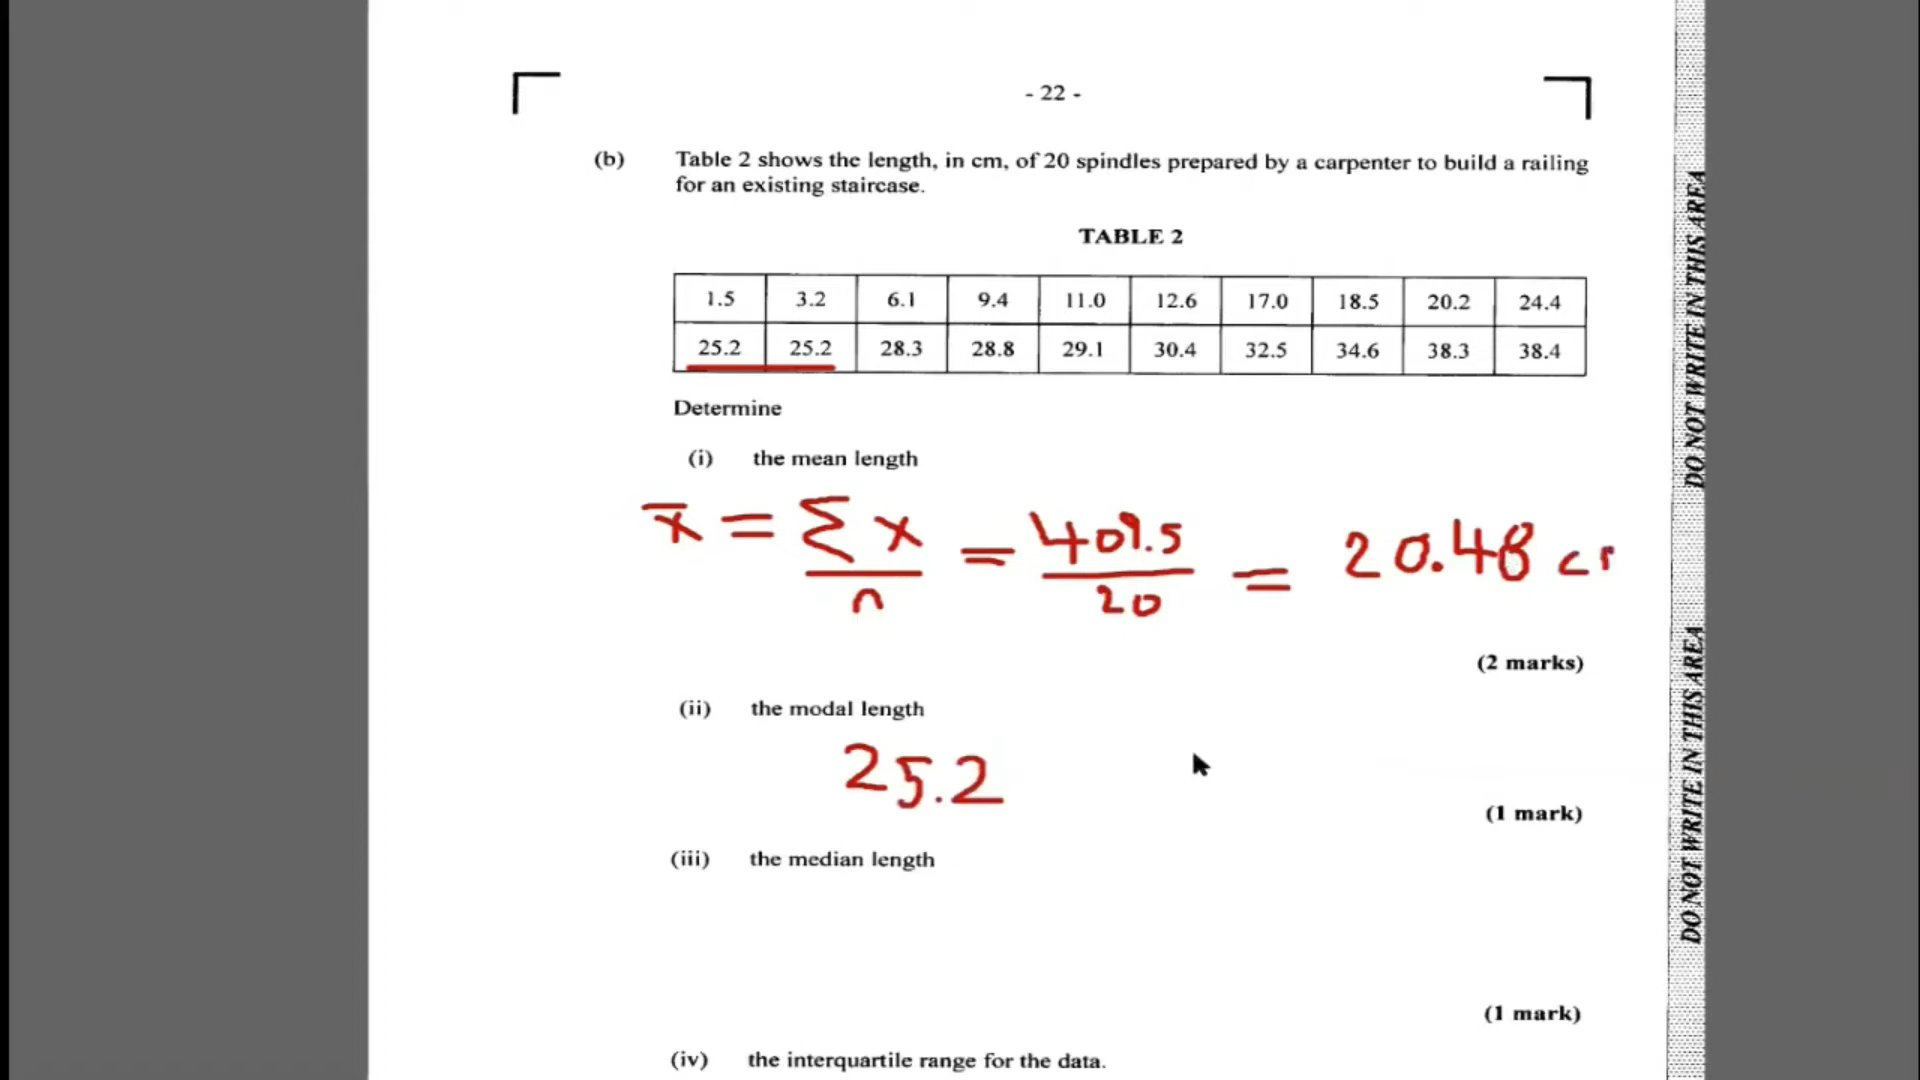 - 22 -
(b) Table 2 shows the length, in cm, of 20 spindles prepared by a carpenter to build a railing
for an existing staircase.
TABLE 2
1.5 3.2 6.1 9.4 11.0 12.6 17.0 18.5 20.2 24.4
25.2 25.2 28.3 28.8 29.1 30.4 32.5 34.6 38.3 38.4
Determine
(i) the mean length
x̄ = Σx/n = 409.5/20 = 20.48 c
(2 marks)
(ii) the modal length
25.2
(1 mark)
(iii) the median length
(1 mark)
(iv) the interquartile range for the data.
DO NOT WRITE IN THIS AREA
DO NOT WRITE IN THIS AREA